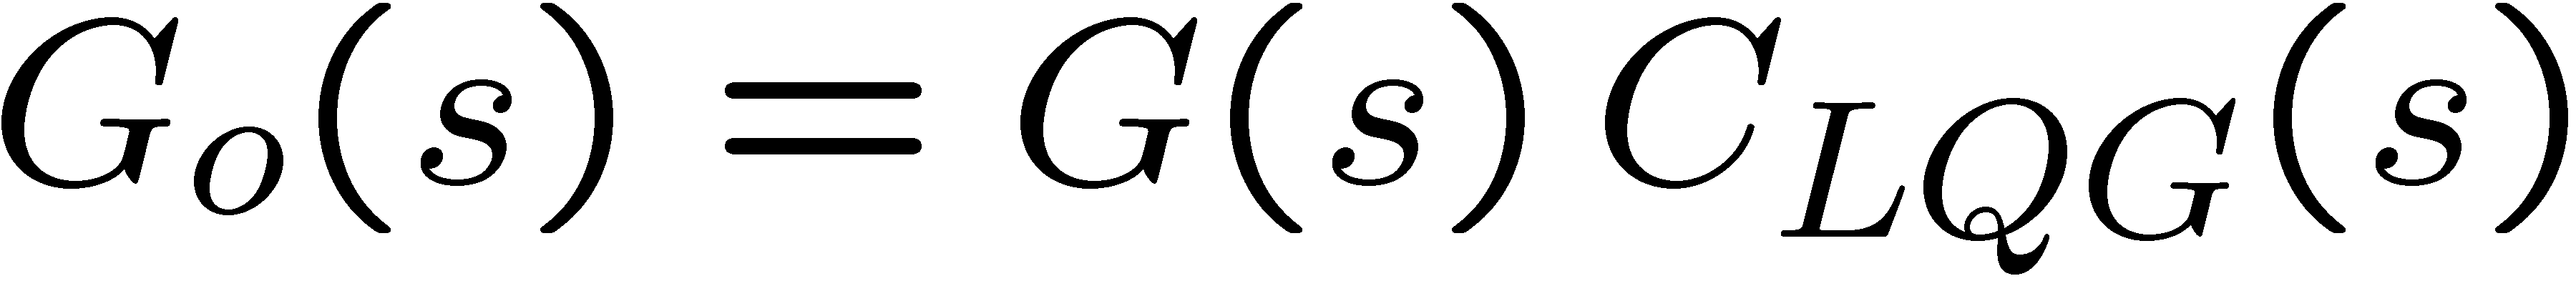 G_o(s) = G(s) C_{LQG}(s)